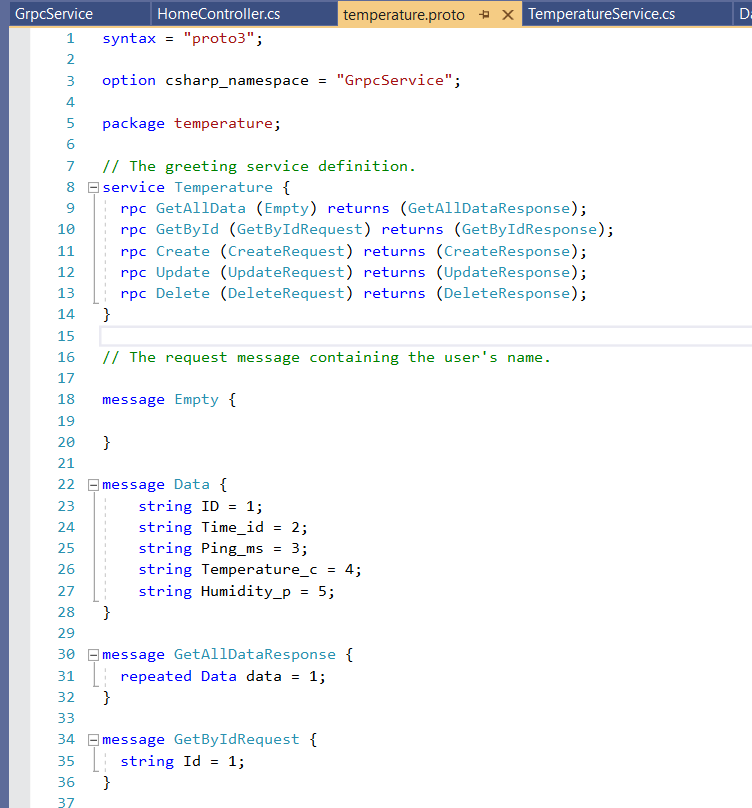 GrpcService HomeController.cs temperature.proto TemperatureService.cs
1 syntax = "proto3";
2
3 option csharp_namespace = "GrpcService";
4
5 package temperature;
6
7 // The greeting service definition.
8 service Temperature {
9 rpc GetAllData (Empty) returns (GetAllDataResponse);
10 rpc GetById (GetByIdRequest) returns (GetByIdResponse);
11 rpc Create (CreateRequest) returns (CreateResponse);
12 rpc Update (UpdateRequest) returns (UpdateResponse);
13 rpc Delete (DeleteRequest) returns (DeleteResponse);
14 }
15
16 // The request message containing the user's name.
17
18 message Empty {
19
20 }
21
22 message Data {
23 string ID = 1;
24 string Time_id = 2;
25 string Ping_ms = 3;
26 string Temperature_c = 4;
27 string Humidity_p = 5;
28 }
29
30 message GetAllDataResponse {
31 repeated Data data = 1;
32 }
33
34 message GetByIdRequest {
35 string Id = 1;
36 }
37